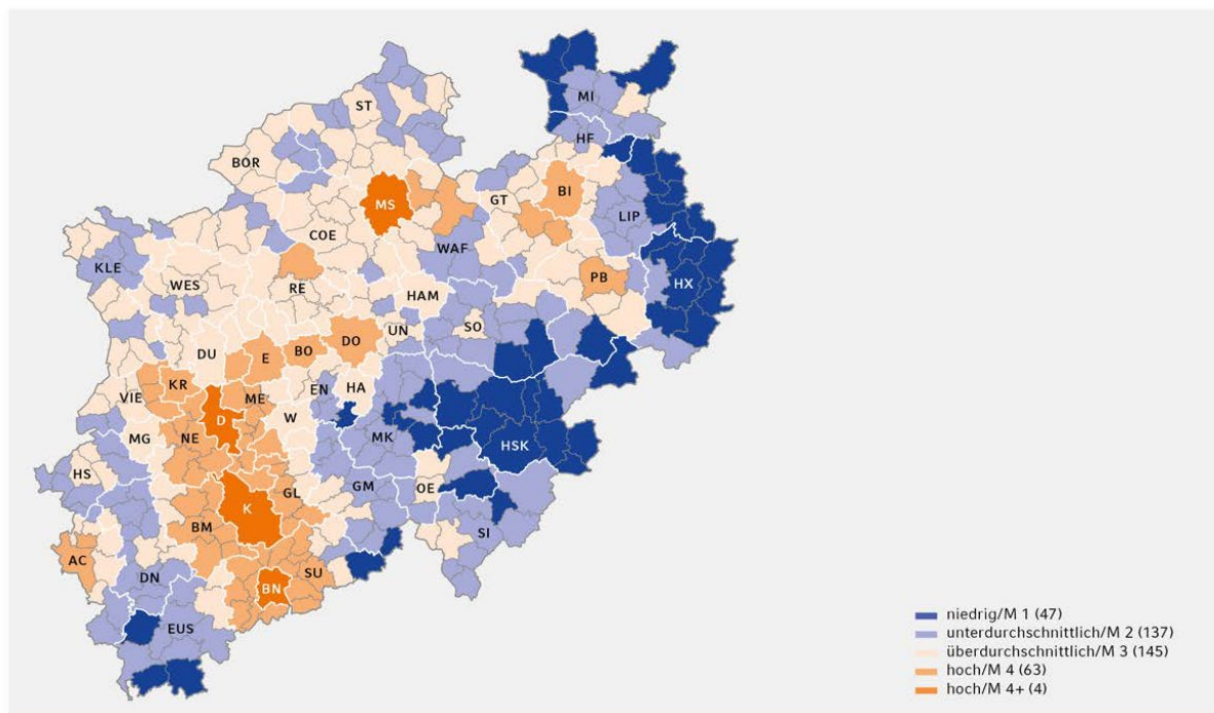 ST
MI
HF
BOR
BI
MS
GT
LIP
COE
WAF
KLE
PB
HX
WES
RE
HAM
UN
SO
DO
DU
E
BO
KR
EN
HA
VIE
ME
D
W
MG
NE
MK
HSK
HS
GL
GM
OE
K
BM
SI
AC
DN
SU
BN
EUS
niedrig/M 1 (47)
unterdurchschnittlich/M 2 (137)
überdurchschnittlich/M 3 (145)
hoch/M 4 (63)
hoch/M 4+ (4)